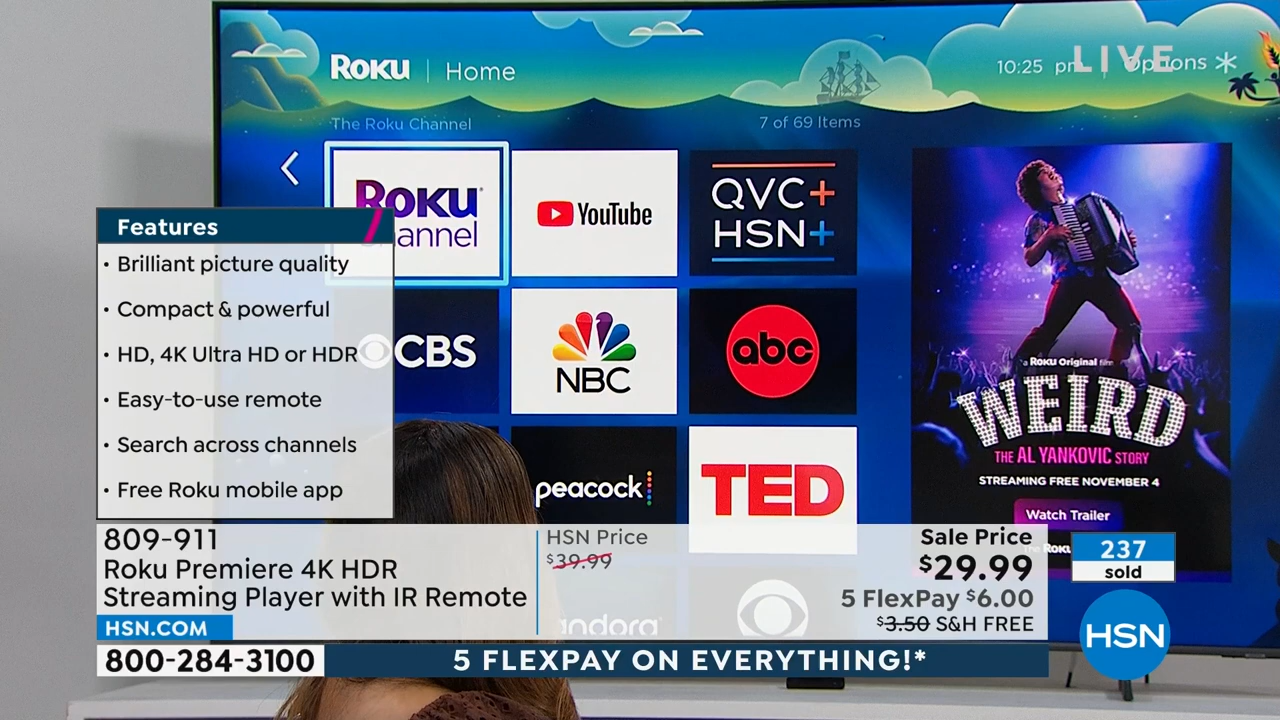 ROKU | Home
10:25 pm | Options
LIVE
The Roku Channel
7 of 69 Items
ROKU
Channel
YouTube
QVC+
HSN+
CBS
NBC
abc
peacock
TED
pandora
a ROKU Original film
WEIRD
THE AL YANKOVIC STORY
STREAMING FREE NOVEMBER 4
Watch Trailer
Features
• Brilliant picture quality
• Compact & powerful
• HD, 4K Ultra HD or HDR
• Easy-to-use remote
• Search across channels
• Free Roku mobile app
809-911
Roku Premiere 4K HDR
Streaming Player with IR Remote
HSN.COM
HSN Price
$39.99
Sale Price
$29.99
5 FlexPay $6.00
$3.50 S&H FREE
237
sold
HSN
800-284-3100
5 FLEXPAY ON EVERYTHING!*